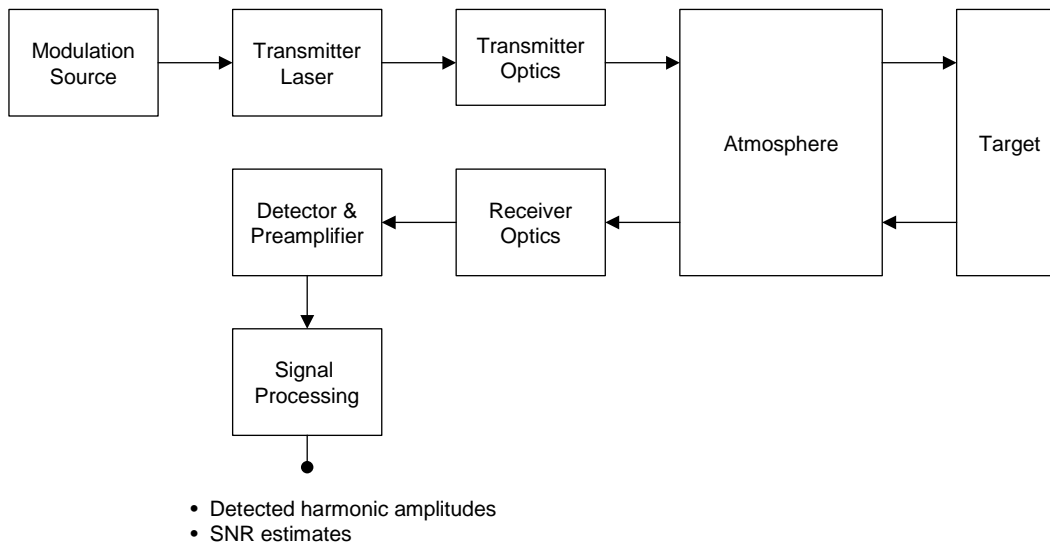 Modulation
Source
Transmitter
Laser
Transmitter
Optics
Atmosphere
Target
Detector &
Preamplifier
Receiver
Optics
Signal
Processing
• Detected harmonic amplitudes
• SNR estimates